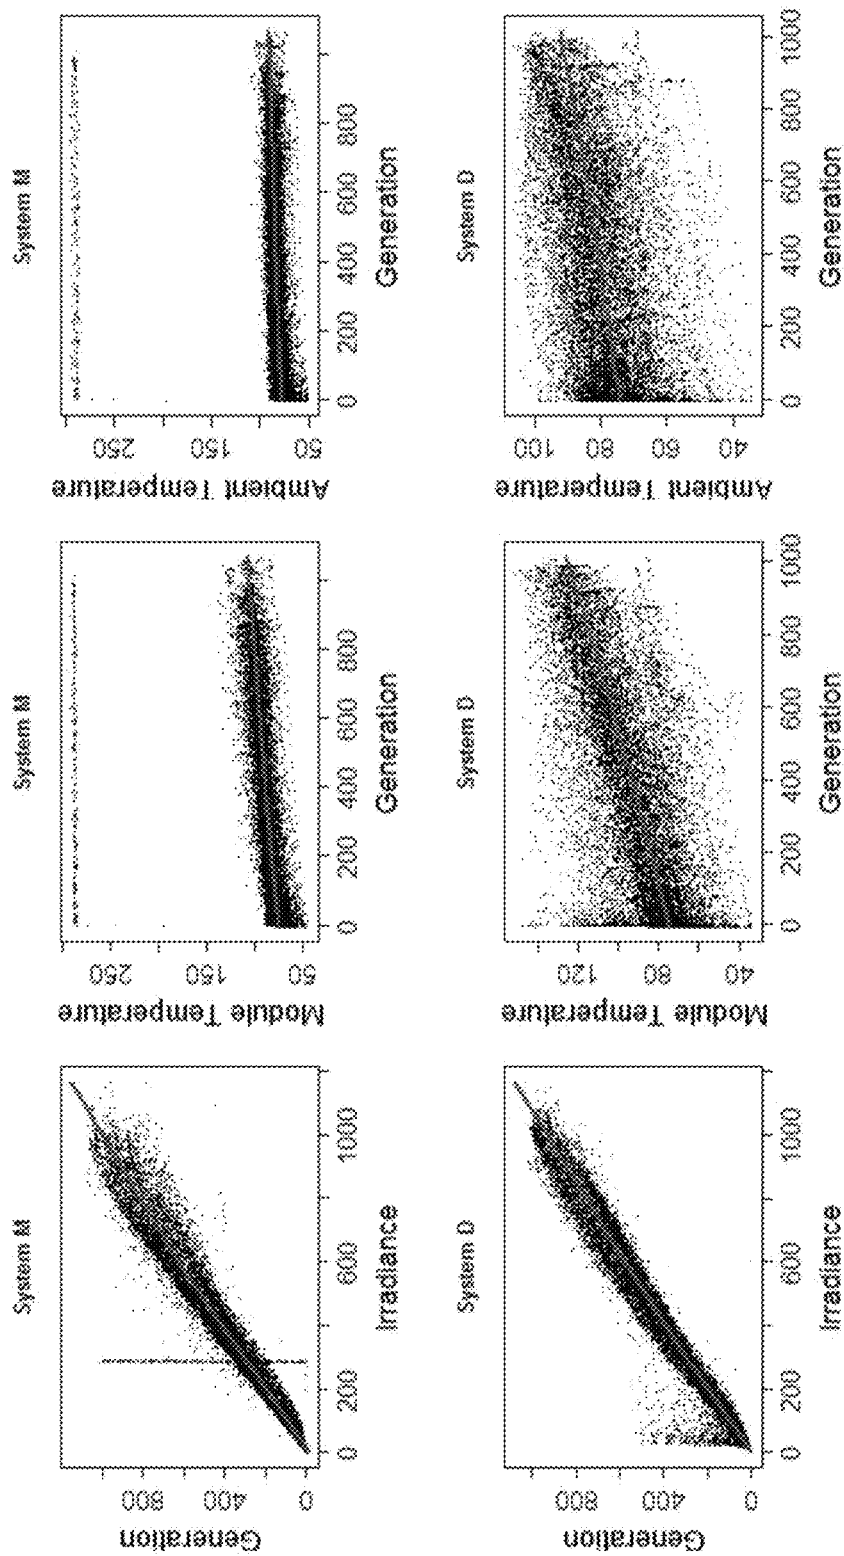 System M
Generation
800
400
0
0 200 600 1000
Irradiance
System M
Module Temperature
250
150
50
0 200 400 600 800
Generation
System M
Ambient Temperature
250
150
50
0 200 400 600 800
Generation
System D
Generation
800
400
0
0 200 600 1000
Irradiance
System D
Module Temperature
120
80
40
0 200 400 600 800 1000
Generation
System D
Ambient Temperature
100
80
60
40
0 200 400 600 800 1000
Generation